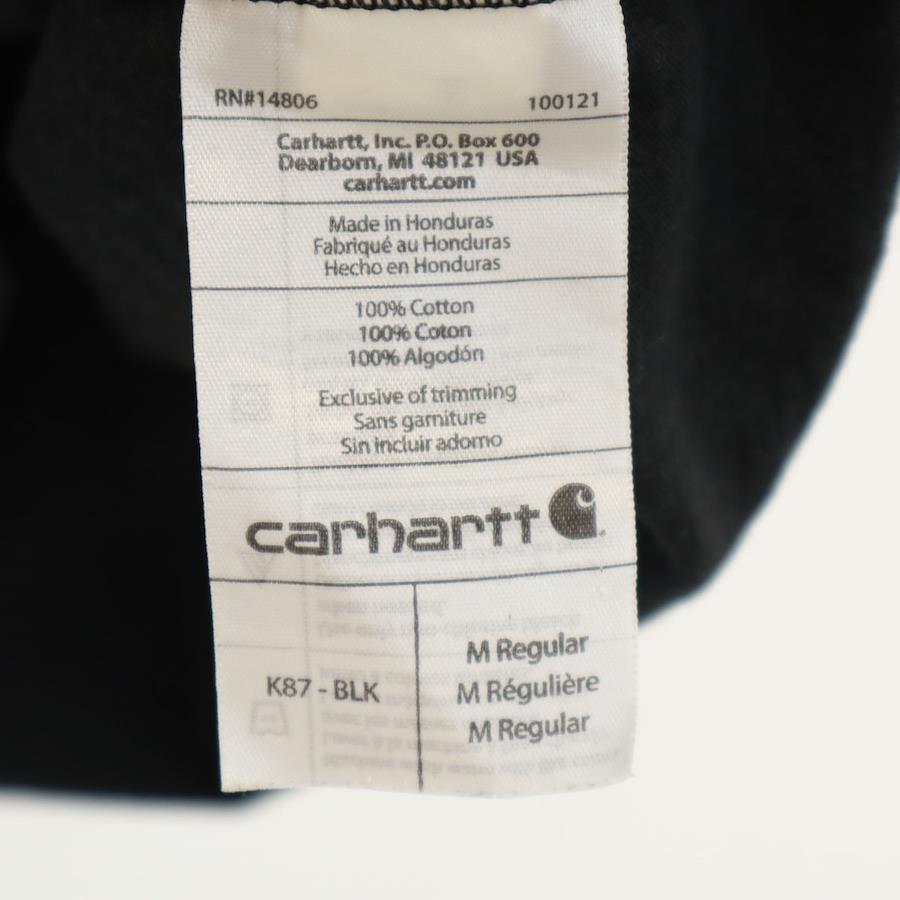 RN#14806 100121
Carhartt, Inc. P.O. Box 600
Dearborn, MI 48121 USA
carhartt.com
Made in Honduras
Fabriqué au Honduras
Hecho en Honduras
100% Cotton
100% Coton
100% Algodón
Exclusive of trimming
Sans garniture
Sin incluir adorno
carhartt
K87 - BLK
M Regular
M Régulière
M Regular